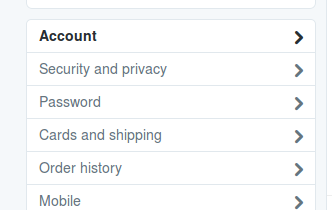 Account
Security and privacy
Password
Cards and shipping
Order history
Mobile